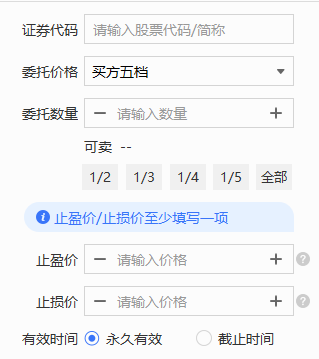 证券代码 请输入股票代码/简称
委托价格 买方五档
委托数量 — 请输入数量 +
可卖 --
1/2 1/3 1/4 1/5 全部
止盈价/止损价至少填写一项
止盈价 — 请输入价格 + ?
止损价 — 请输入价格 + ?
有效时间 永久有效 截止时间